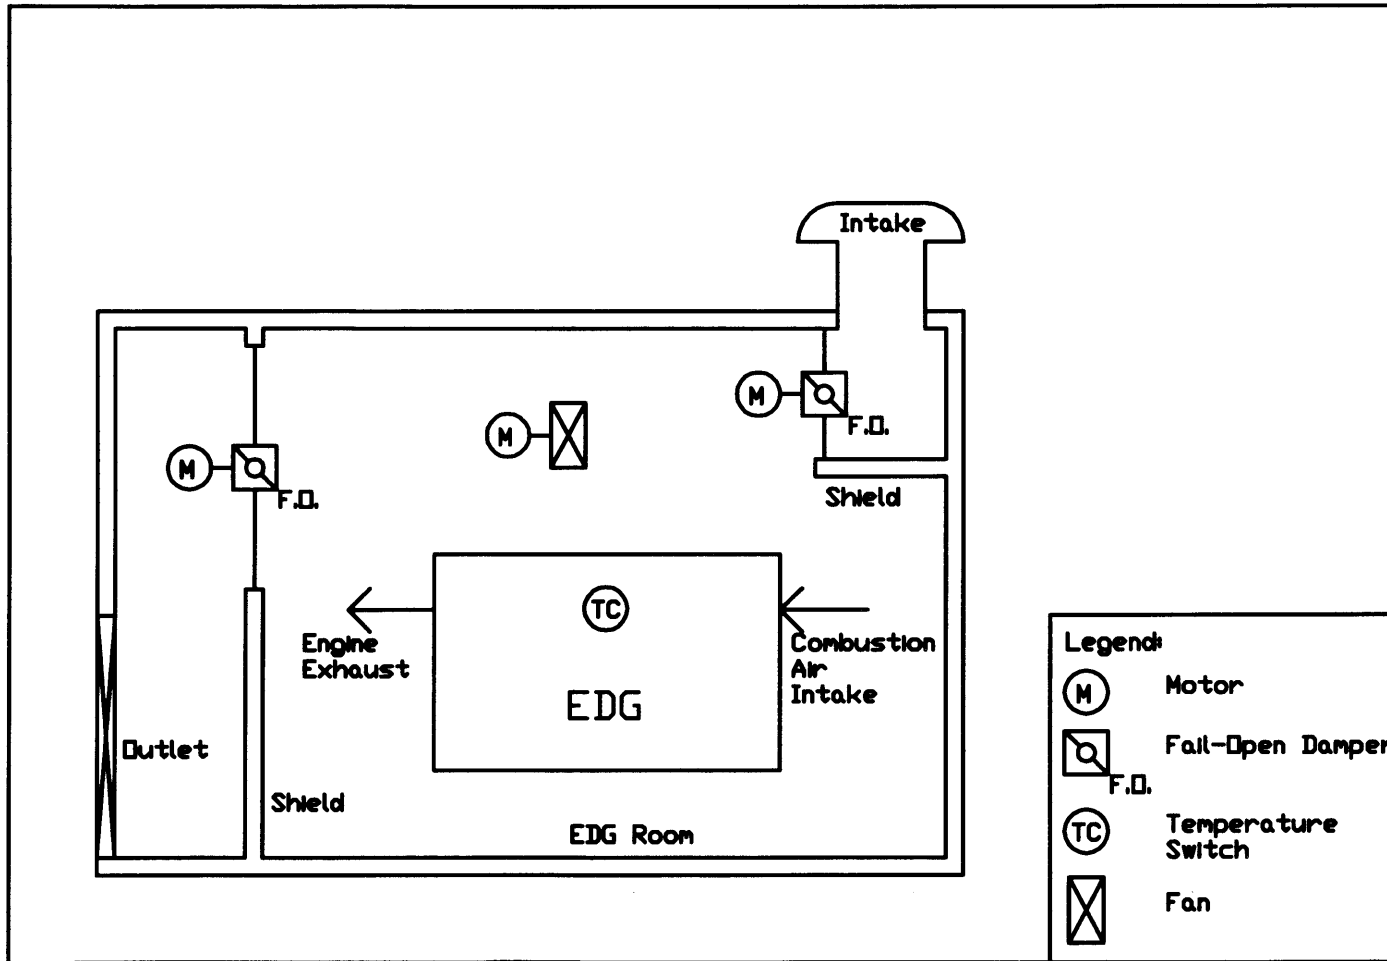 Intake
M
F.O.
M
M
F.O.
Shield
TC
Engine
Exhaust
Combustion
Air
Intake
EDG
Outlet
Shield
EDG Room
Legend:
M
Motor
Fail-Open Damper
F.O.
TC
Temperature
Switch
Fan